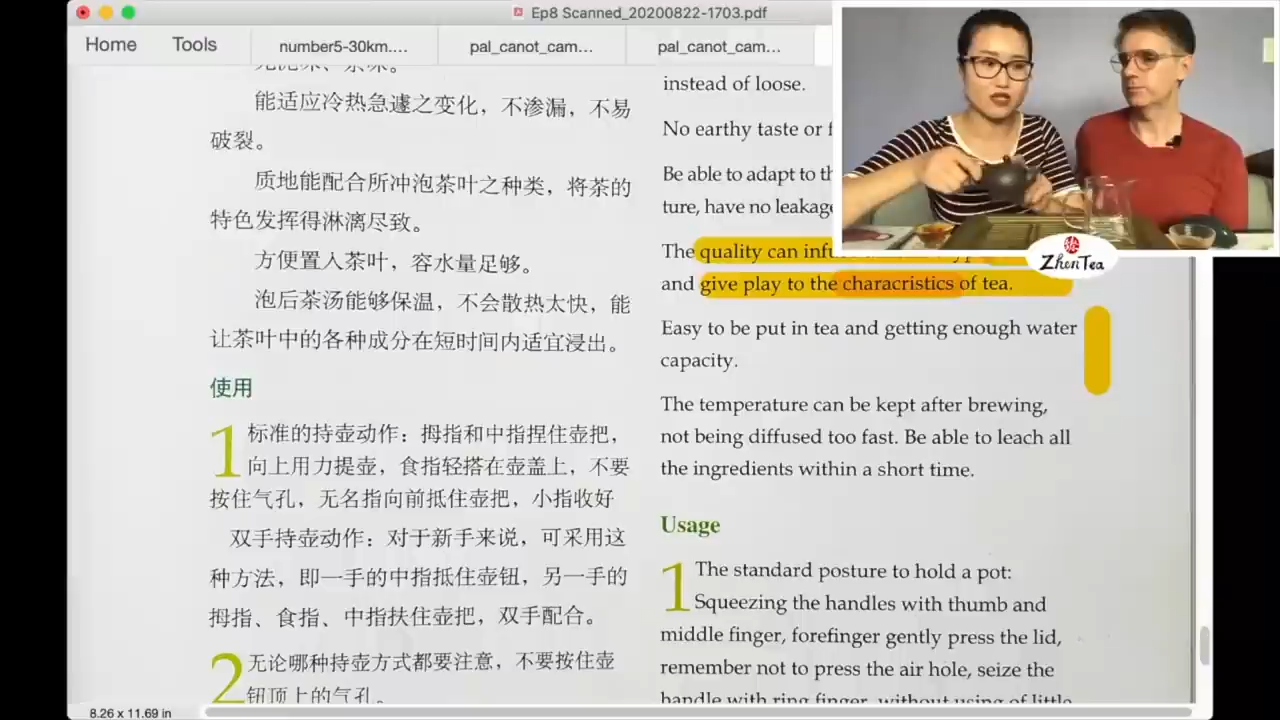 Ep8 Scanned_20200822-1703.pdf
Home
Tools
number5-30km....
pal_canot_cam...
pal_canot_cam...
能适应冷热急遽之变化，不渗漏，不易
破裂。
质地能配合所冲泡茶叶之种类，将茶的
特色发挥得淋漓尽致。
方便置入茶叶，容水量足够。
泡后茶汤能够保温，不会散热太快，能
让茶叶中的各种成分在短时间内适宜浸出。
使用
1 标准的持壶动作：拇指和中指捏住壶把，
向上用力提壶，食指轻搭在壶盖上，不要
按住气孔，无名指向前抵住壶把，小指收好
双手持壶动作：对于新手来说，可采用这
种方法，即一手的中指抵住壶钮，另一手的
拇指、食指、中指扶住壶把，双手配合。
2 无论哪种持壶方式都要注意，不要按住壶
钮顶上的气孔。
instead of loose.
No earthy taste or
Be able to adapt to
ture, have no leakage
The quality can
and give play to the characristics of tea.
Easy to be put in tea and getting enough water
capacity.
The temperature can be kept after brewing,
not being diffused too fast. Be able to leach all
the ingredients within a short time.
Usage
1 The standard posture to hold a pot:
Squeezing the handles with thumb and
middle finger, forefinger gently press the lid,
remember not to press the air hole, seize the
handle with ring finger, without using of little
ZhenTea
8.26 x 11.69 in